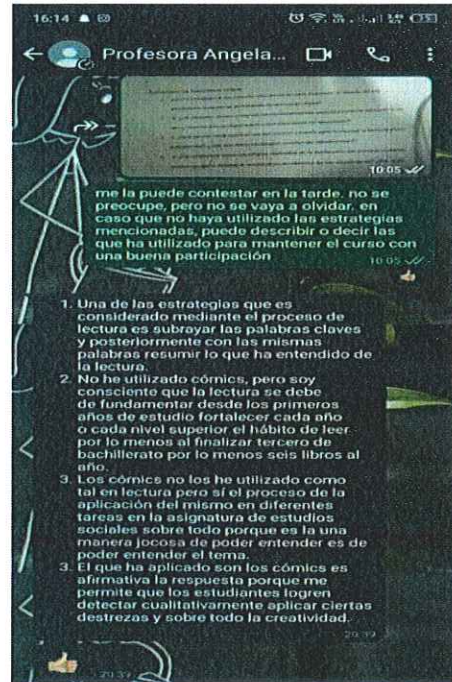 16:14
Profesora Angela...
10:05
me la puede contestar en la tarde. no se
preocupe, pero no se vaya a olvidar. en
caso que no haya utilizado las estrategias
mencionadas, puede describir o decir las
que ha utilizado para mantener el curso con
una buena participación
10:05
1. Una de las estrategias que es
considerado mediante el proceso de
lectura es subrayar las palabras claves
y posteriormente con las mismas
palabras resumir lo que ha entendido de
la lectura.
2. No he utilizado cómics, pero soy
consciente que la lectura se debe
de fundamentar desde los primeros
años de estudio fortalecer cada año
o cada nivel superior el hábito de leer
por lo menos al finalizar tercero de
bachillerato por lo menos seis libros al
año.
3. Los cómics no los he utilizado como
tal en lectura pero sí el proceso de la
aplicación del mismo en diferentes
tareas en la asignatura de estudios
sociales sobre todo porque es la una
manera jocosa de poder entender es de
poder entender el tema.
3. El que ha aplicado son los cómics es
afirmativa la respuesta porque me
permite que los estudiantes logren
detectar cualitativamente aplicar ciertas
destrezas y sobre todo la creatividad.
20:39
20:39